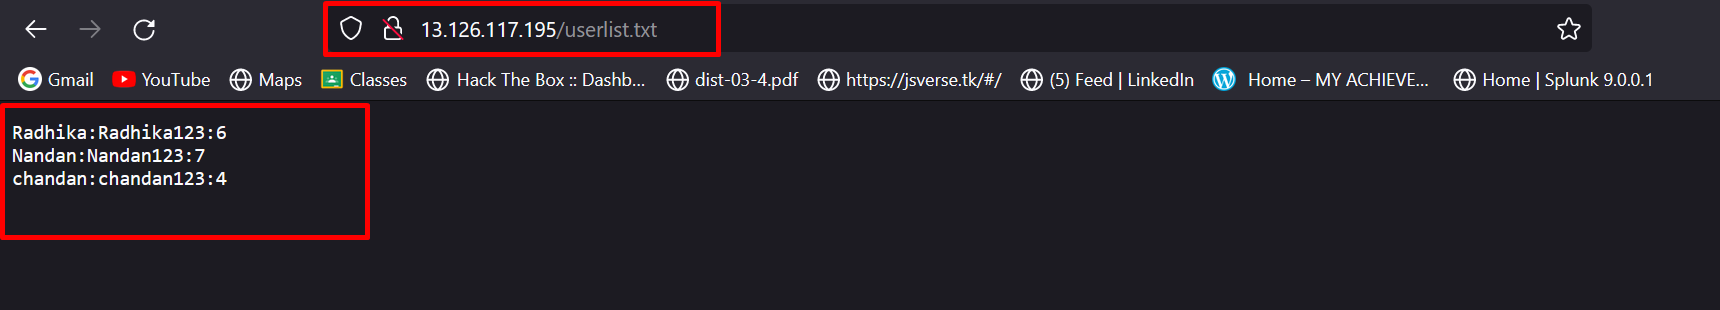 13.126.117.195/userlist.txt
Gmail YouTube Maps Classes Hack The Box :: Dashb... dist-03-4.pdf https://jsverse.tk/#/ (5) Feed | LinkedIn Home – MY ACHIEVE... Home | Splunk 9.0.0.1
Radhika:Radhika123:6
Nandan:Nandan123:7
chandan:chandan123:4